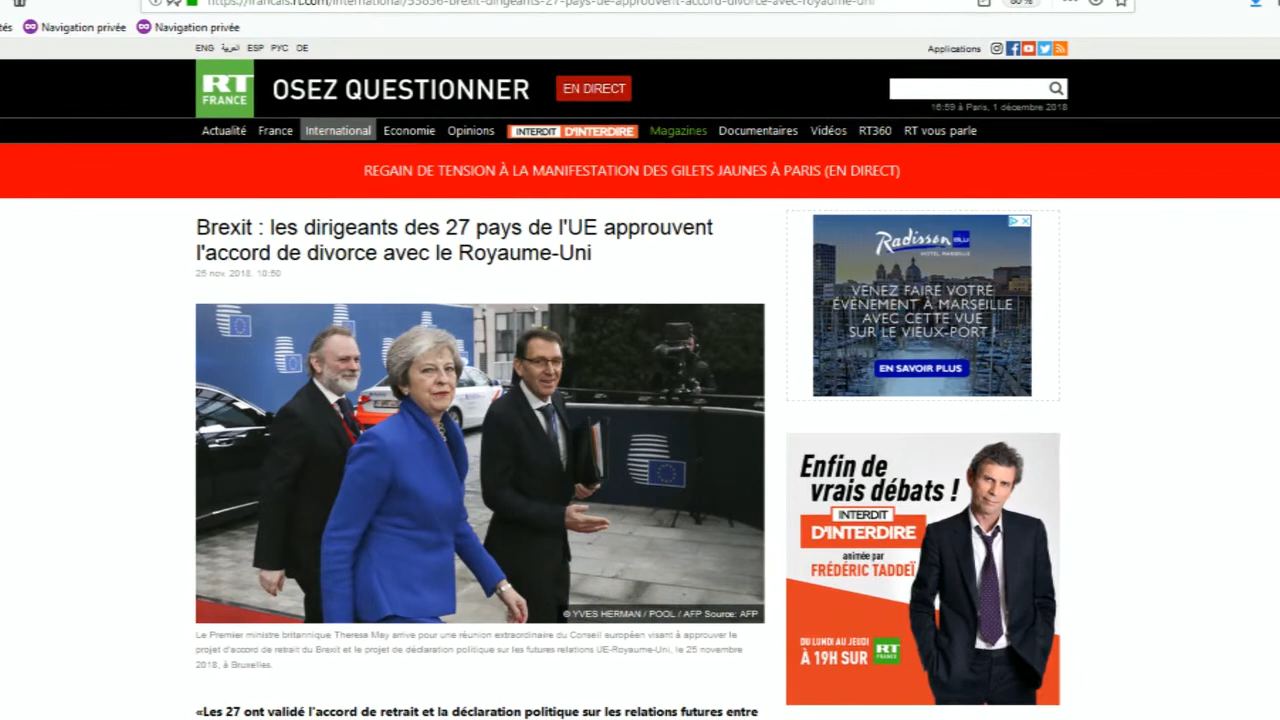 https://francais.rt.com/international/55836-brexit-dirigeants-27-pays-ue-approuvent-accord-divorce-avec-royaume-uni
80 %
Navigation privée
Navigation privée
ENG العربية ESP РУС DE
Applications
RT
FRANCE
OSEZ QUESTIONNER
EN DIRECT
16:59 à Paris, 1 décembre 2018
Actualité France International Economie Opinions INTERDIT D'INTERDIRE Magazines Documentaires Vidéos RT360 RT vous parle
REGAIN DE TENSION À LA MANIFESTATION DES GILETS JAUNES À PARIS (EN DIRECT)
Brexit : les dirigeants des 27 pays de l'UE approuvent
l'accord de divorce avec le Royaume-Uni
25 nov. 2018, 10:50
© YVES HERMAN / POOL / AFP Source: AFP
Le Premier ministre britannique Theresa May arrive pour une réunion extraordinaire du Conseil européen visant à approuver le
projet d'accord de retrait du Brexit et le projet de déclaration politique sur les futures relations UE-Royaume-Uni, le 25 novembre
2018, à Bruxelles.
«Les 27 ont validé l'accord de retrait et la déclaration politique sur les relations futures entre
Radisson BLU
HOTEL MARSEILLE
VENEZ FAIRE VOTRE
ÉVÉNEMENT À MARSEILLE
AVEC CETTE VUE
SUR LE VIEUX-PORT !
EN SAVOIR PLUS
Enfin de
vrais débats !
INTERDIT
D'INTERDIRE
animée par
FRÉDÉRIC TADDEÏ
DU LUNDI AU JEUDI
À 19H SUR RT
FRANCE